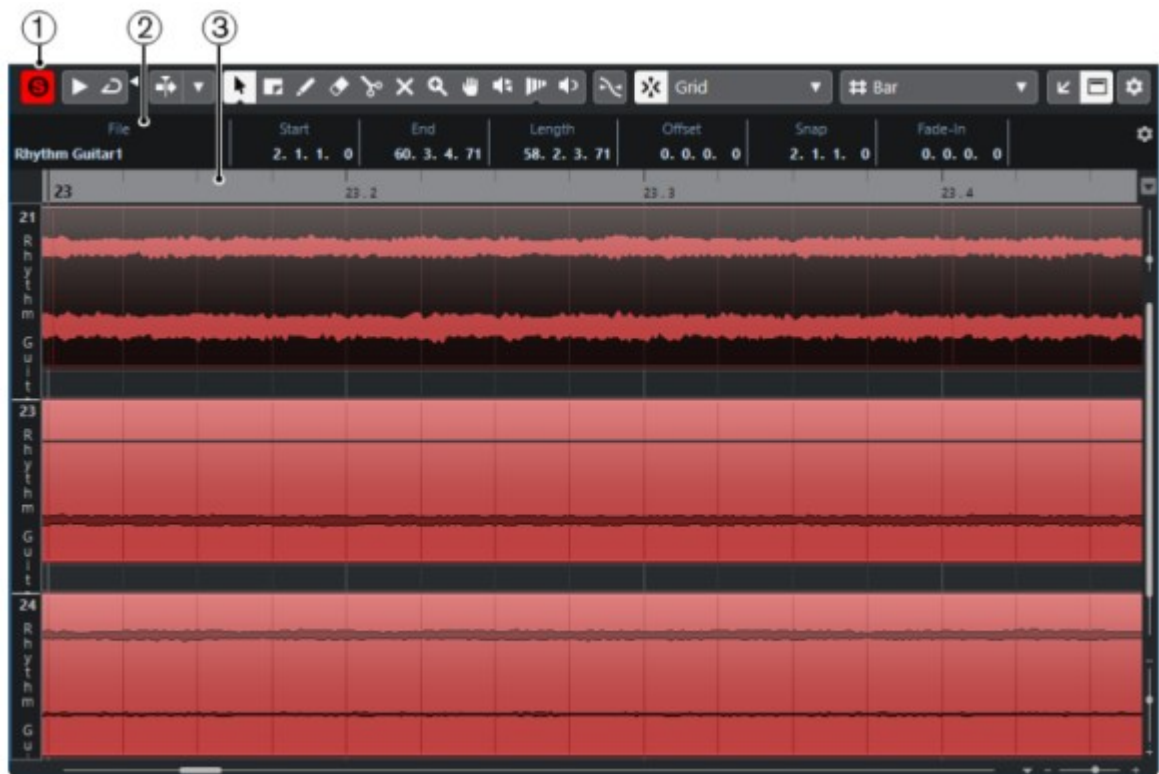 1 2 3
S Grid Bar
File Start End Length Offset Snap Fade-In
Rhythm Guitar1 2. 1. 1. 0 60. 3. 4. 71 58. 2. 3. 71 0. 0. 0. 0 2. 1. 1. 0 0. 0. 0. 0
23 23.2 23.3 23.4
21
Rhythm Guit
23
Rhythm Guit
24
Rhythm Gu